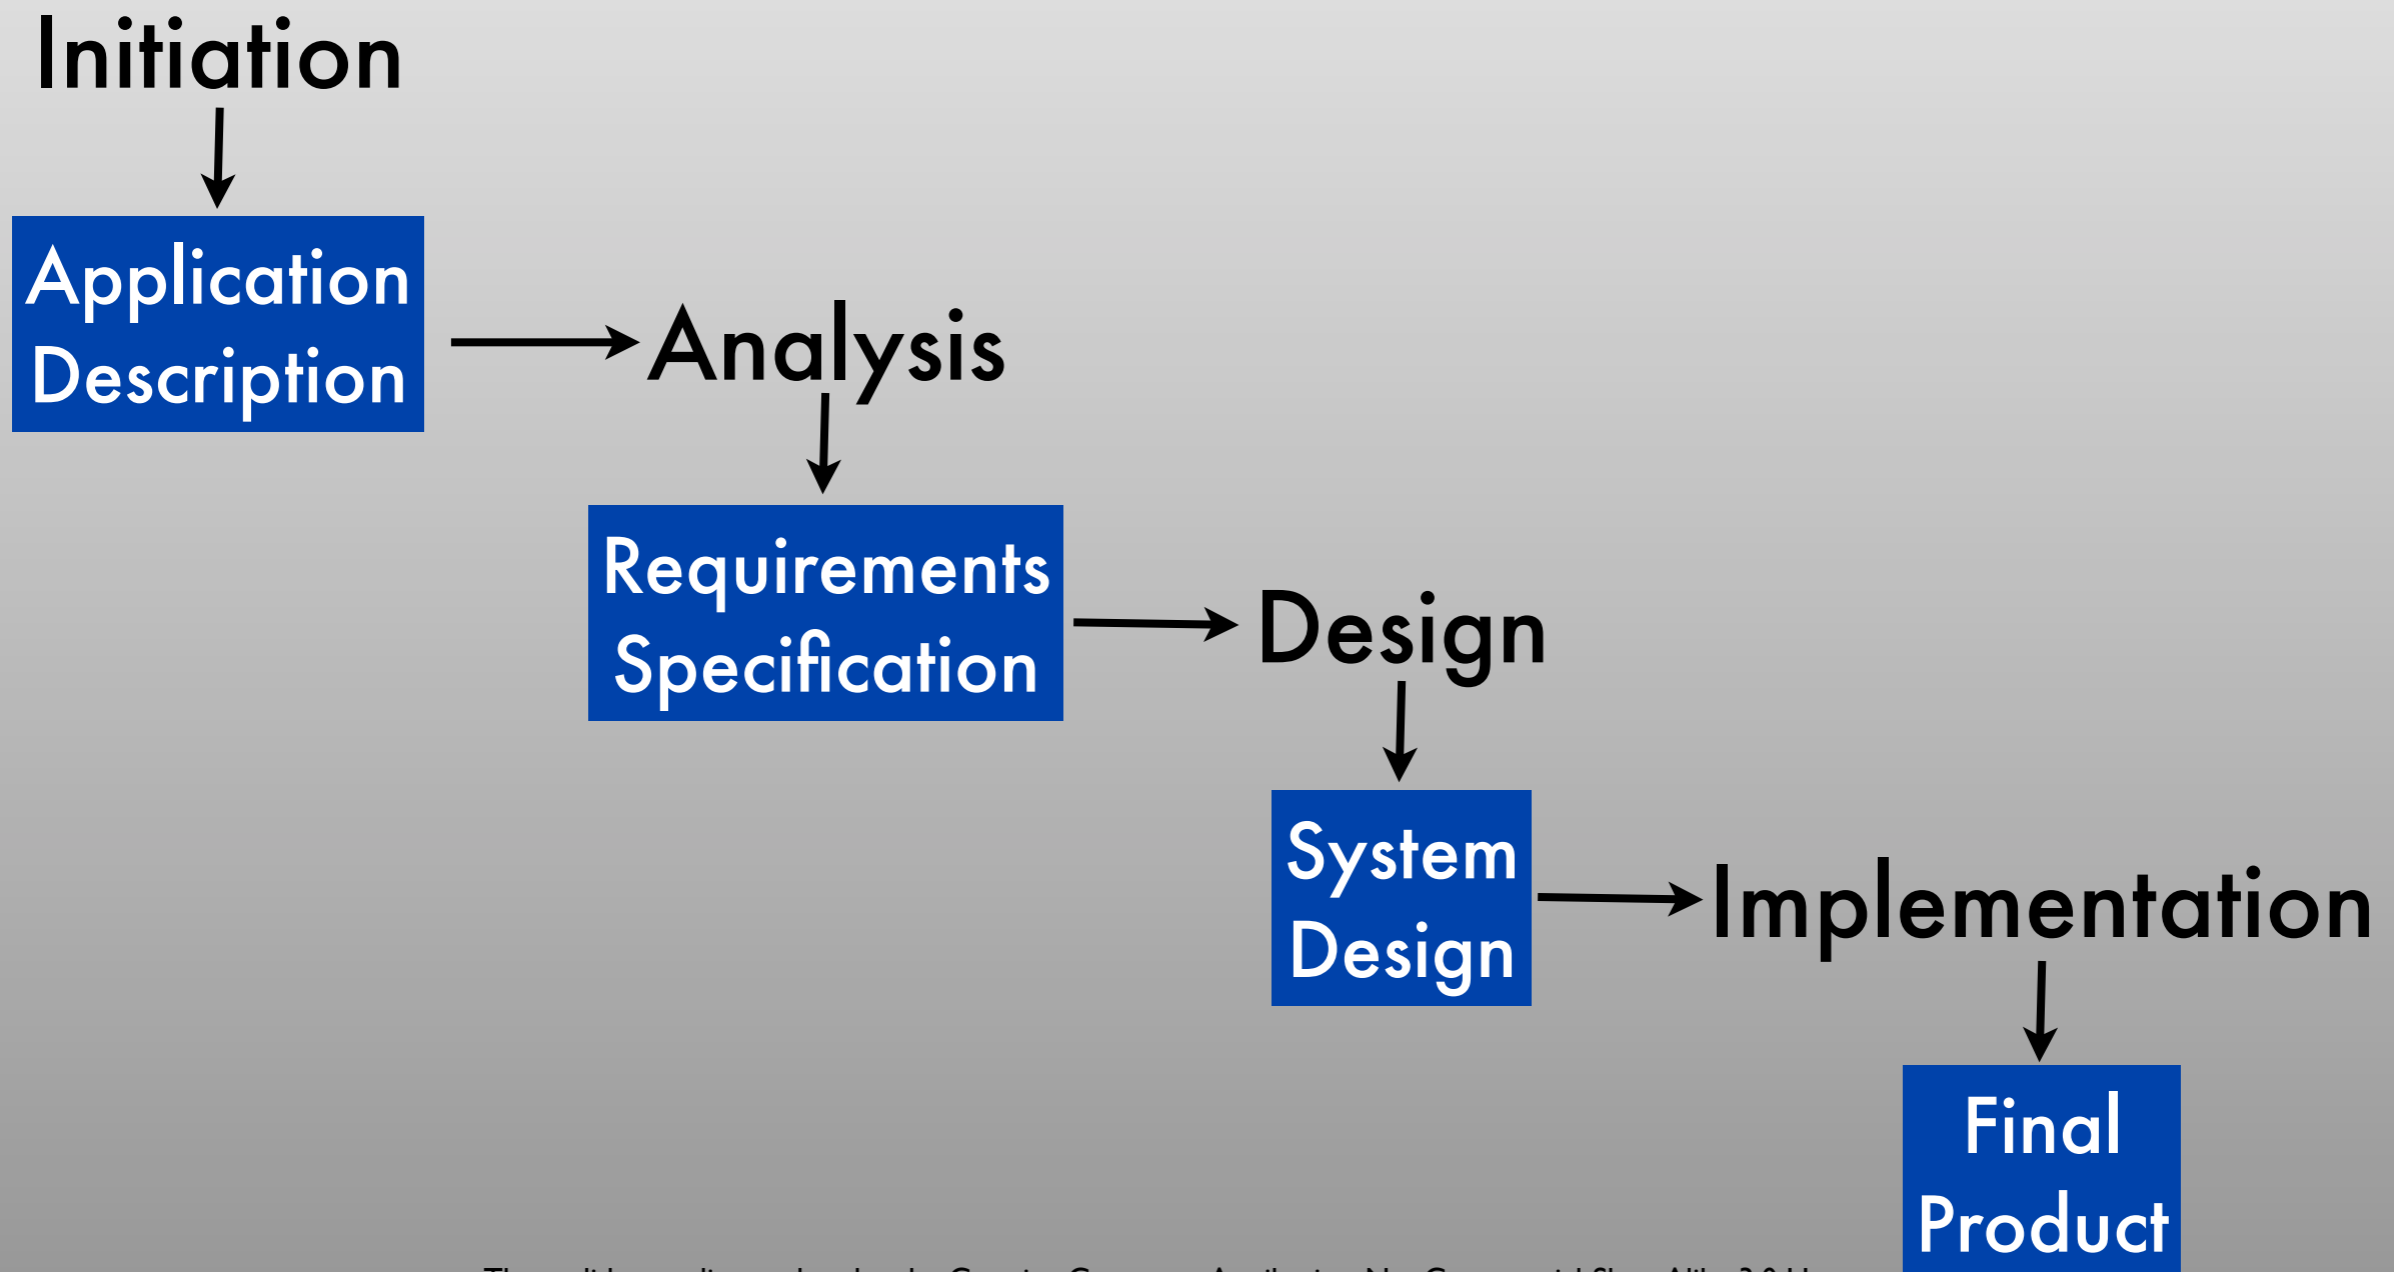 Initiation
Application
Description
Analysis
Requirements
Specification
Design
System
Design
Implementation
Final
Product